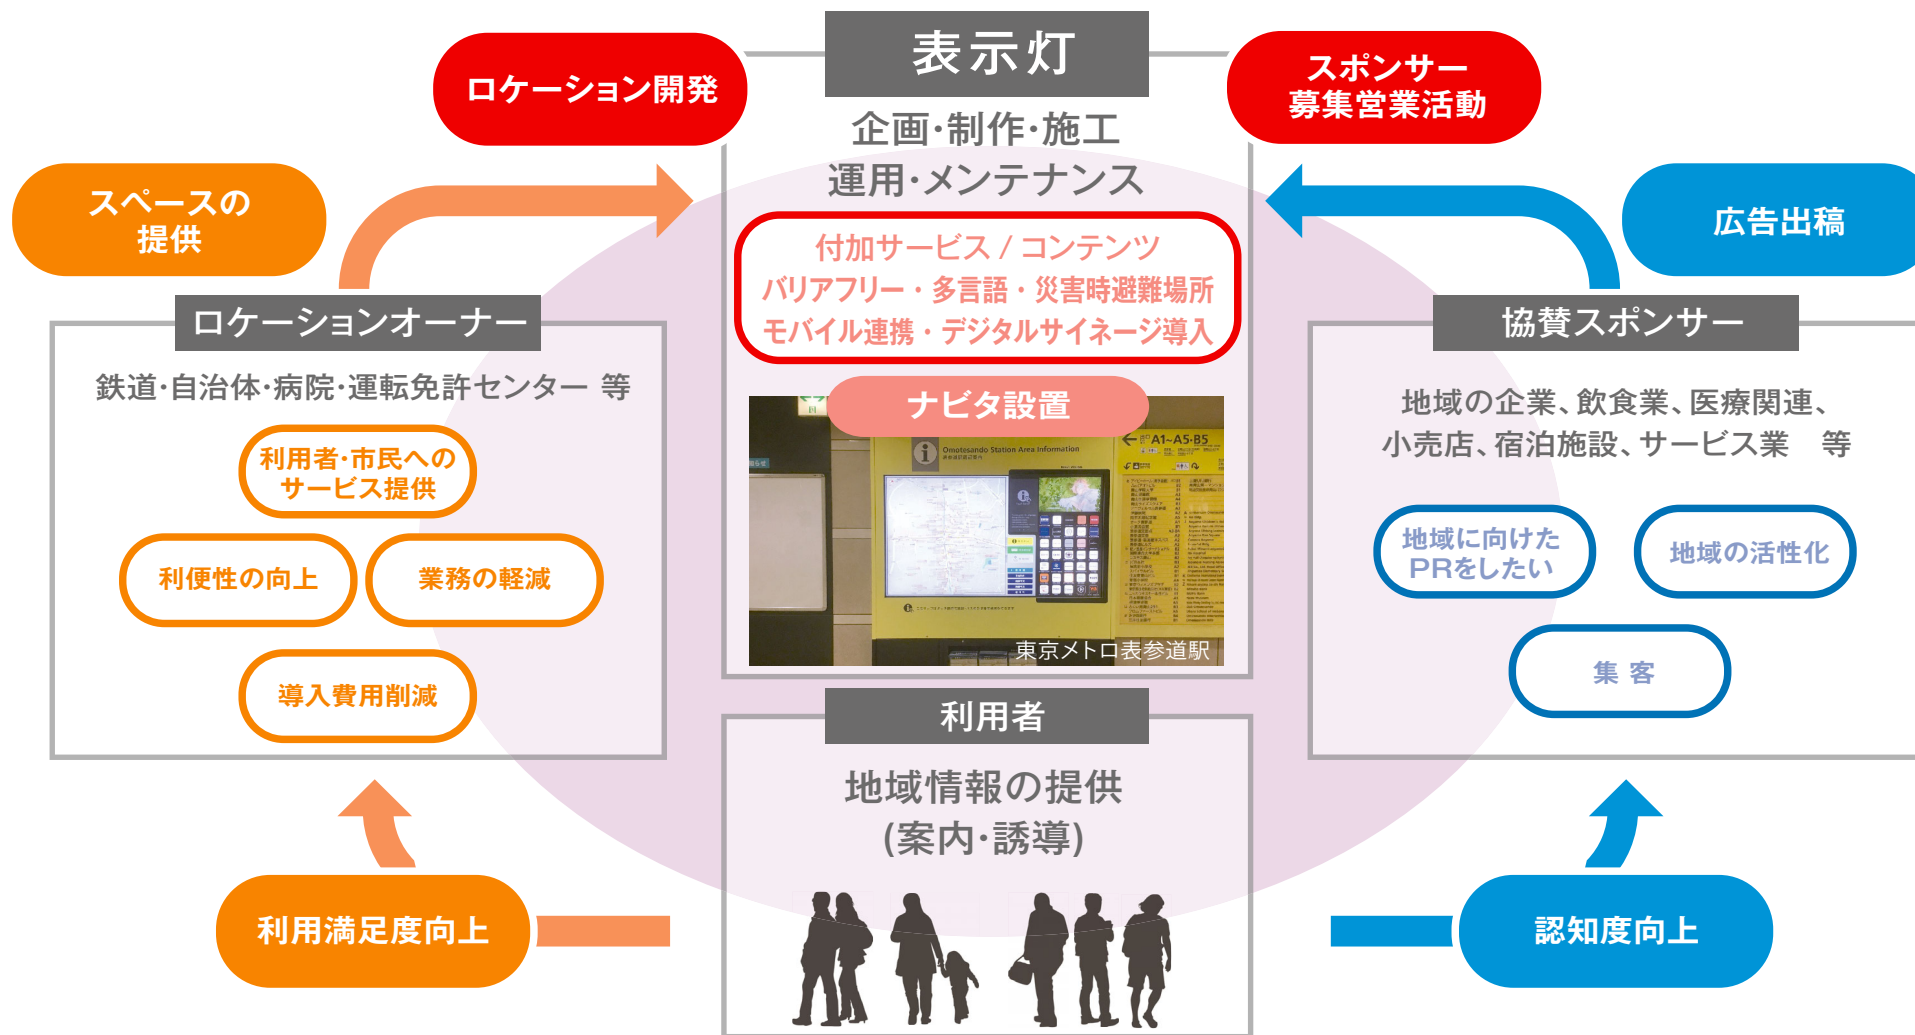 表示灯
ロケーション開発
スポンサー
募集営業活動
企画・制作・施工
運用・メンテナンス
スペースの
提供
広告出稿
付加サービス / コンテンツ
バリアフリー・多言語・災害時避難場所
モバイル連携・デジタルサイネージ導入
ロケーションオーナー
鉄道・自治体・病院・運転免許センター 等
利用者・市民への
サービス提供
利便性の向上
業務の軽減
導入費用削減
ナビタ設置
Omotesando Station Area Information
A1~A5・B5
東京メトロ表参道駅
協賛スポンサー
地域の企業、飲食業、医療関連、
小売店、宿泊施設、サービス業 等
地域に向けた
PRをしたい
地域の活性化
集 客
利用者
地域情報の提供
(案内・誘導)
利用満足度向上
認知度向上